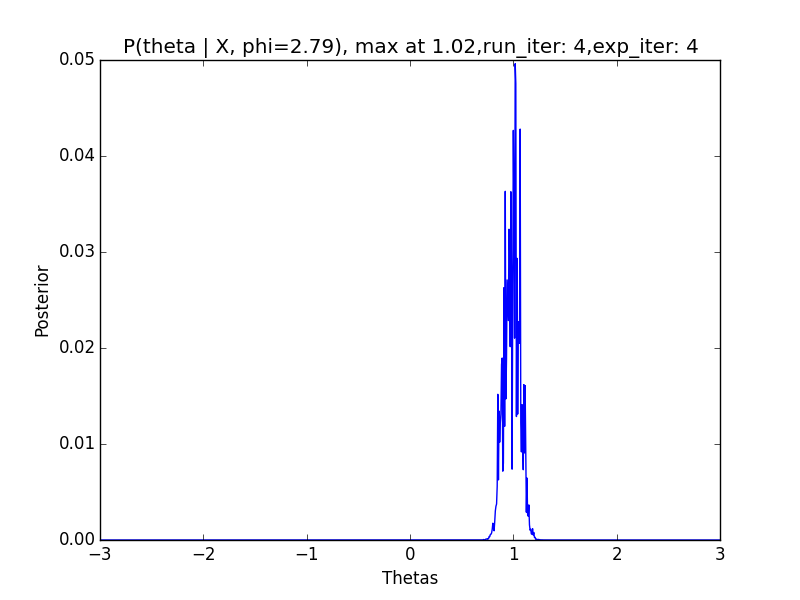 P(theta | X, phi=2.79), max at 1.02,run_iter: 4,exp_iter: 4
0.05
0.04
0.03
0.02
0.01
0.00
Posterior
−3 −2 −1 0 1 2 3
Thetas